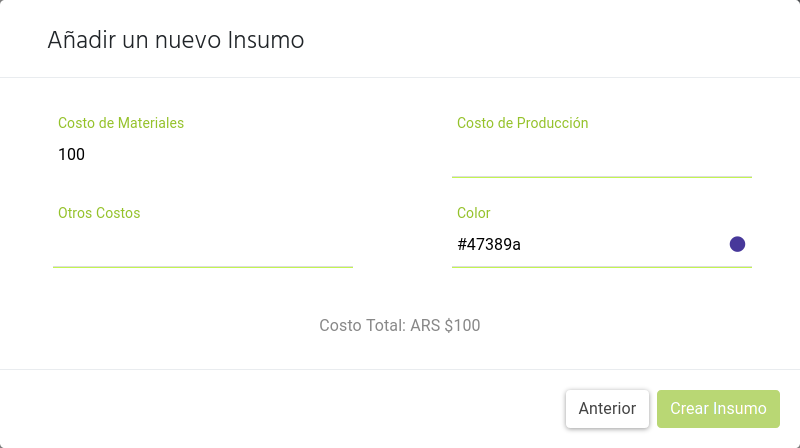 Añadir un nuevo Insumo
Costo de Materiales
Costo de Producción
100
Otros Costos
Color
#47389a
Costo Total: ARS $100
Anterior
Crear Insumo